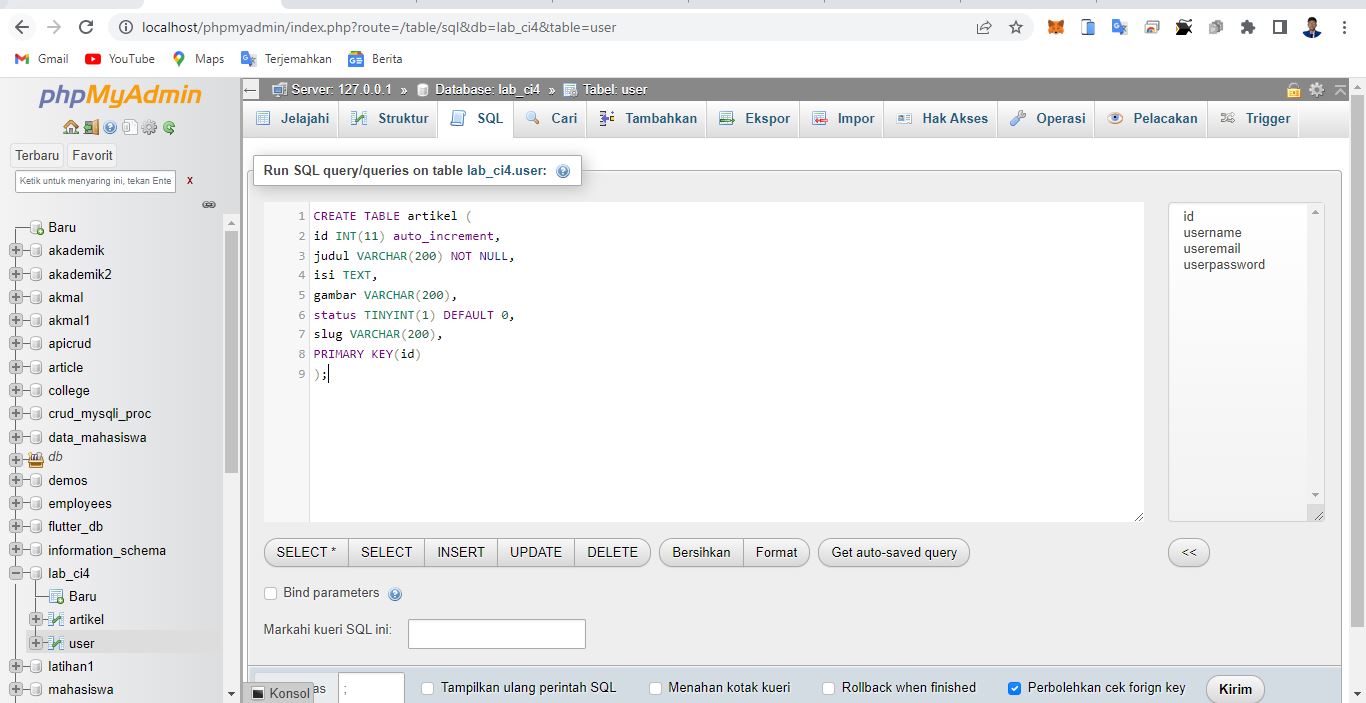 localhost/phpmyadmin/index.php?route=/table/sql&db=lab_ci4&table=user
Gmail YouTube Maps Terjemahkan Berita
phpMyAdmin
Terbaru Favorit
Ketik untuk menyaring ini, tekan Ente X
Baru
akademik
akademik2
akmal
akmal1
apicrud
article
college
crud_mysqli_proc
data_mahasiswa
db
demos
employees
flutter_db
information_schema
lab_ci4
Baru
artikel
user
latihan1
mahasiswa
Server: 127.0.0.1 » Database: lab_ci4 » Tabel: user
Jelajahi Struktur SQL Cari Tambahkan Ekspor Impor Hak Akses Operasi Pelacakan Trigger
Run SQL query/queries on table lab_ci4.user:
1 CREATE TABLE artikel (
2 id INT(11) auto_increment,
3 judul VARCHAR(200) NOT NULL,
4 isi TEXT,
5 gambar VARCHAR(200),
6 status TINYINT(1) DEFAULT 0,
7 slug VARCHAR(200),
8 PRIMARY KEY(id)
9 );
id
username
useremail
userpassword
SELECT * SELECT INSERT UPDATE DELETE Bersihkan Format Get auto-saved query <<
Bind parameters
Markahi kueri SQL ini:
Konsol as ; Tampilkan ulang perintah SQL Menahan kotak kueri Rollback when finished Perbolehkan cek forign key Kirim